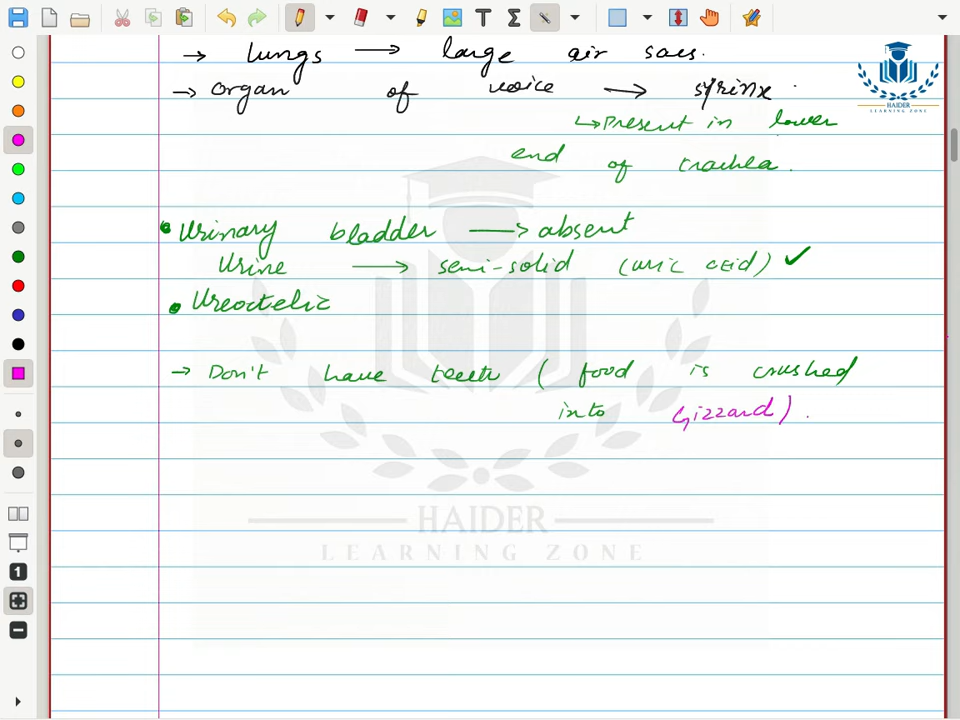 → lungs → large air sacs.
→ organ of voice → syrinx.
↳ Present in lower
end of trachea.
HAIDER
LEARNING ZONE
• Urinary bladder → absent
Urine → semi-solid (uric acid) ✓
• Ureotelic
→ Don't have teeth ( food is crushed
into Gizzard) .
HAIDER
LEARNING ZONE
1